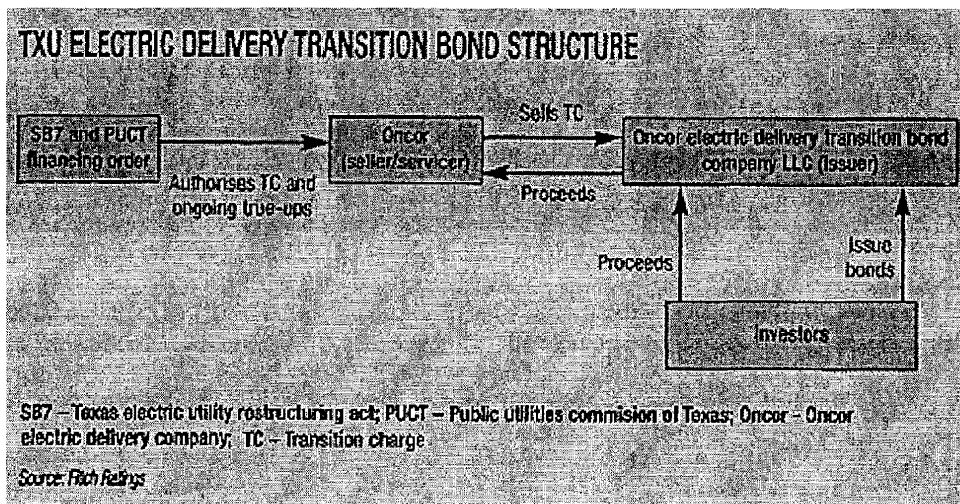 TXU ELECTRIC DELIVERY TRANSITION BOND STRUCTURE
SB7 and PUCT
financing order
Authorises TC and
ongoing true-ups
Oncor
(seller/servicer)
Sells TC
Proceeds
Oncor electric delivery transition bond
company LLC (issuer)
Proceeds
Issue
bonds
Investors
SB7 – Texas electric utility rostructuring act; PUCT – Public utilities commision of Texas; Oncor – Oncor
electric delivery company; TC – Transition charge
Source: Fitch Ratings